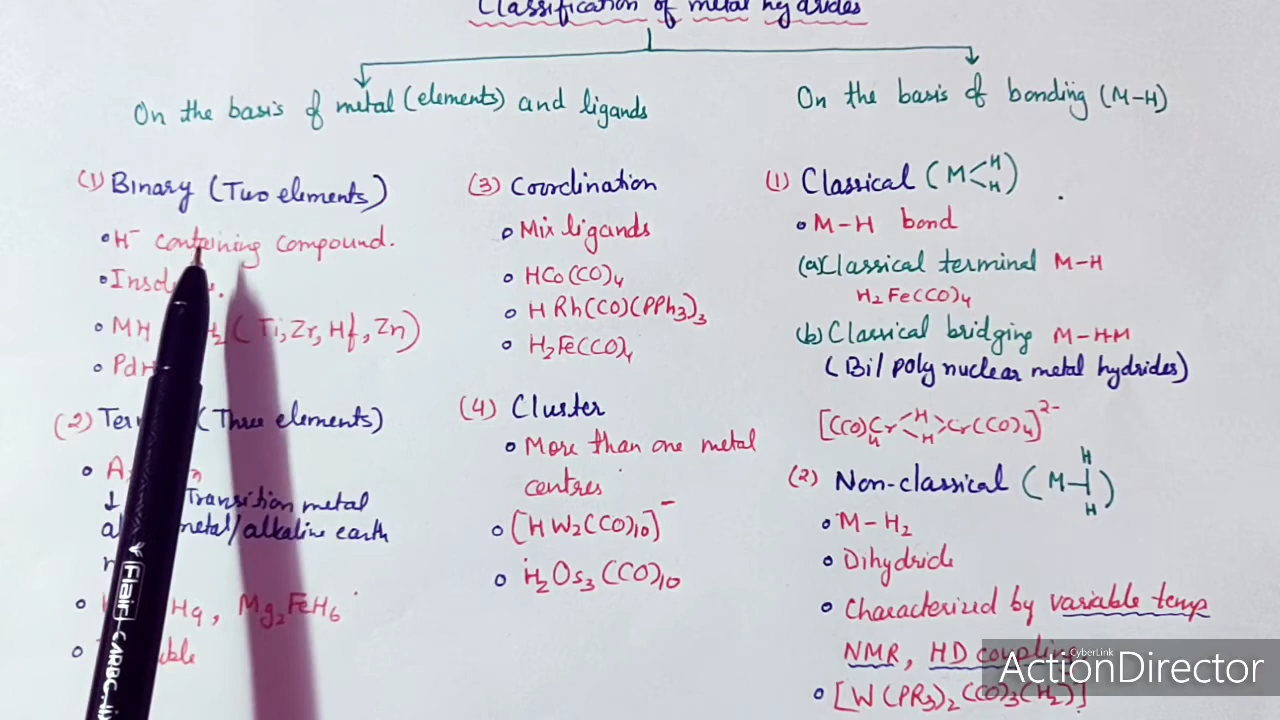 Classification of metal hydrides
On the basis of metal (elements) and ligands
On the basis of bonding (M-H)
(1) Binary (Two elements)
• H⁻ containing compound.
(Ti, Zr, Hf, Zn)
(2) (Three elements)
↓ Transition metal
metal/alkaline earth
, Mg₂FeH₆
(3) Coordination
• Mix ligands
• HCo(CO)₄
• HRh(CO)(PPh₃)₃
• H₂Fe(CO)₄
(4) Cluster
• More than one metal
centres
• [HW₂(CO)10]⁻
• H₂Os₃(CO)10
(1) Classical (M<H H)
• M-H bond
(a) Classical terminal M-H
H₂Fe(CO)₄
(b) Classical bridging M-HM
(Bi/poly nuclear metal hydrides)
[(CO)₄Cr<H H>Cr(CO)₄]²⁻
(2) Non-classical (M-|H H)
• M-H₂
• Dihydride
• Characterized by variable temp
NMR, HD coupling
• [W(PR₃)₂(CO)₃(H₂)]
CyberLink
ActionDirector
Flair